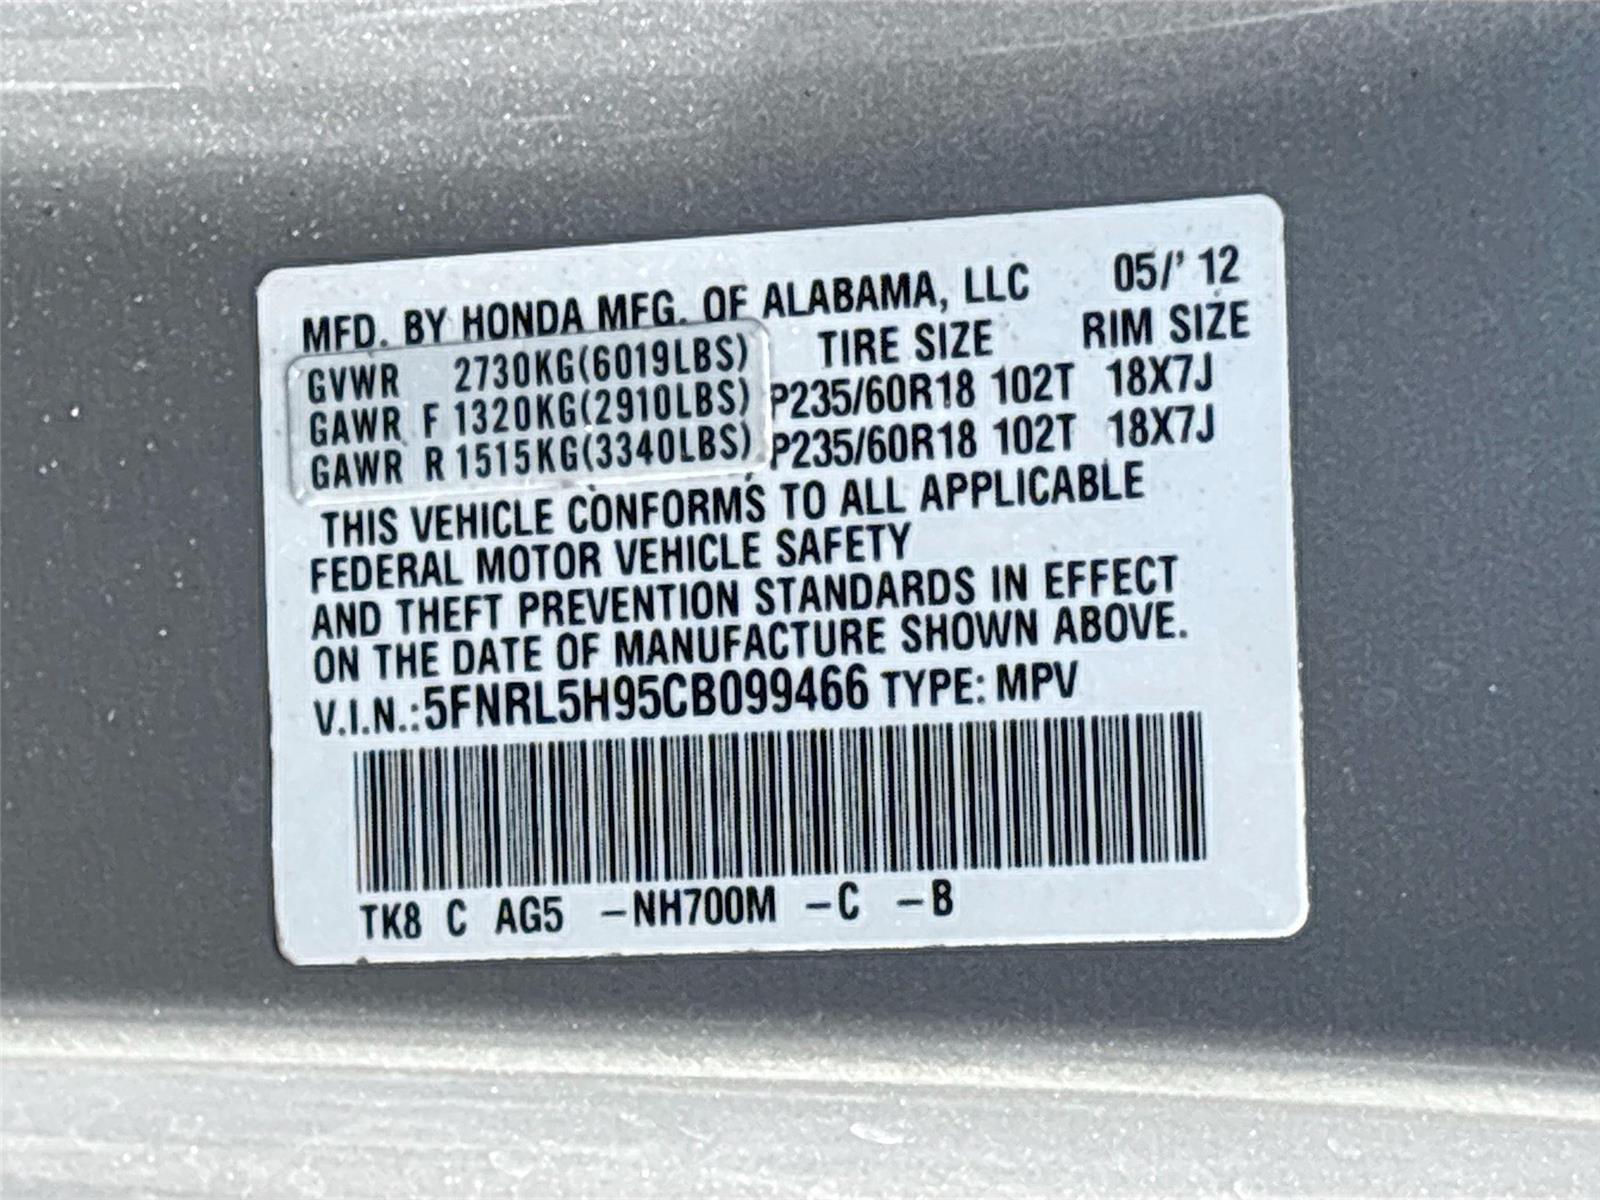 MFD. BY HONDA MFG. OF ALABAMA, LLC 05/' 12
GVWR 2730KG(6019LBS) TIRE SIZE RIM SIZE
GAWR F 1320KG(2910LBS) P235/60R18 102T 18X7J
GAWR R 1515KG(3340LBS) P235/60R18 102T 18X7J
THIS VEHICLE CONFORMS TO ALL APPLICABLE
FEDERAL MOTOR VEHICLE SAFETY
AND THEFT PREVENTION STANDARDS IN EFFECT
ON THE DATE OF MANUFACTURE SHOWN ABOVE.
V.I.N.:5FNRL5H95CB099466 TYPE: MPV
TK8 C AG5 -NH700M -C -B